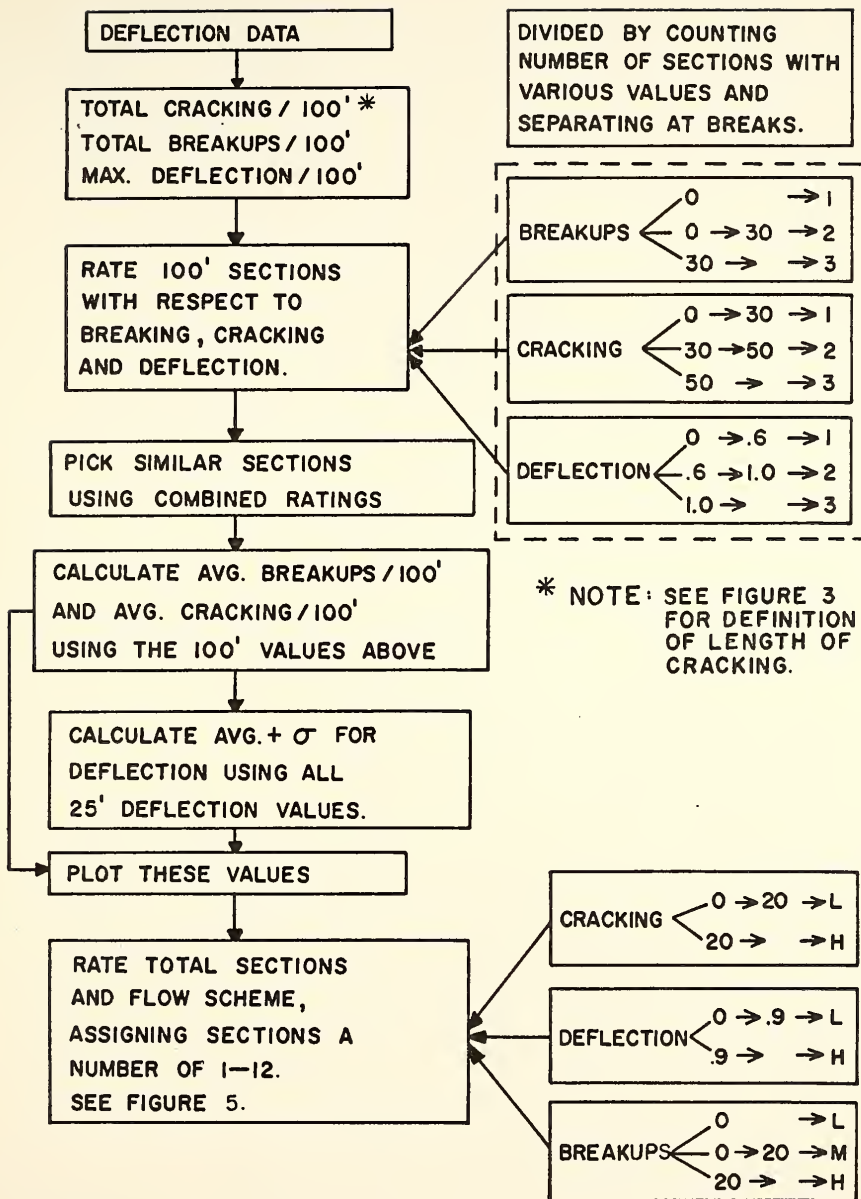 DEFLECTION DATA
TOTAL CRACKING / 100' *
TOTAL BREAKUPS / 100'
MAX. DEFLECTION / 100'
RATE 100' SECTIONS
WITH RESPECT TO
BREAKING, CRACKING
AND DEFLECTION.
PICK SIMILAR SECTIONS
USING COMBINED RATINGS
CALCULATE AVG. BREAKUPS / 100'
AND AVG. CRACKING / 100'
USING THE 100' VALUES ABOVE
CALCULATE AVG. + σ FOR
DEFLECTION USING ALL
25' DEFLECTION VALUES.
PLOT THESE VALUES
RATE TOTAL SECTIONS
AND FLOW SCHEME,
ASSIGNING SECTIONS A
NUMBER OF 1-12.
SEE FIGURE 5.
DIVIDED BY COUNTING
NUMBER OF SECTIONS WITH
VARIOUS VALUES AND
SEPARATING AT BREAKS.
BREAKUPS
0 → 1
0 → 30 → 2
30 → → 3
CRACKING
0 → 30 → 1
30 → 50 → 2
50 → → 3
DEFLECTION
0 → .6 → 1
.6 → 1.0 → 2
1.0 → → 3
* NOTE: SEE FIGURE 3
FOR DEFINITION
OF LENGTH OF
CRACKING.
CRACKING
0 → 20 → L
20 → → H
DEFLECTION
0 → .9 → L
.9 → → H
BREAKUPS
0 → L
0 → 20 → M
20 → → H